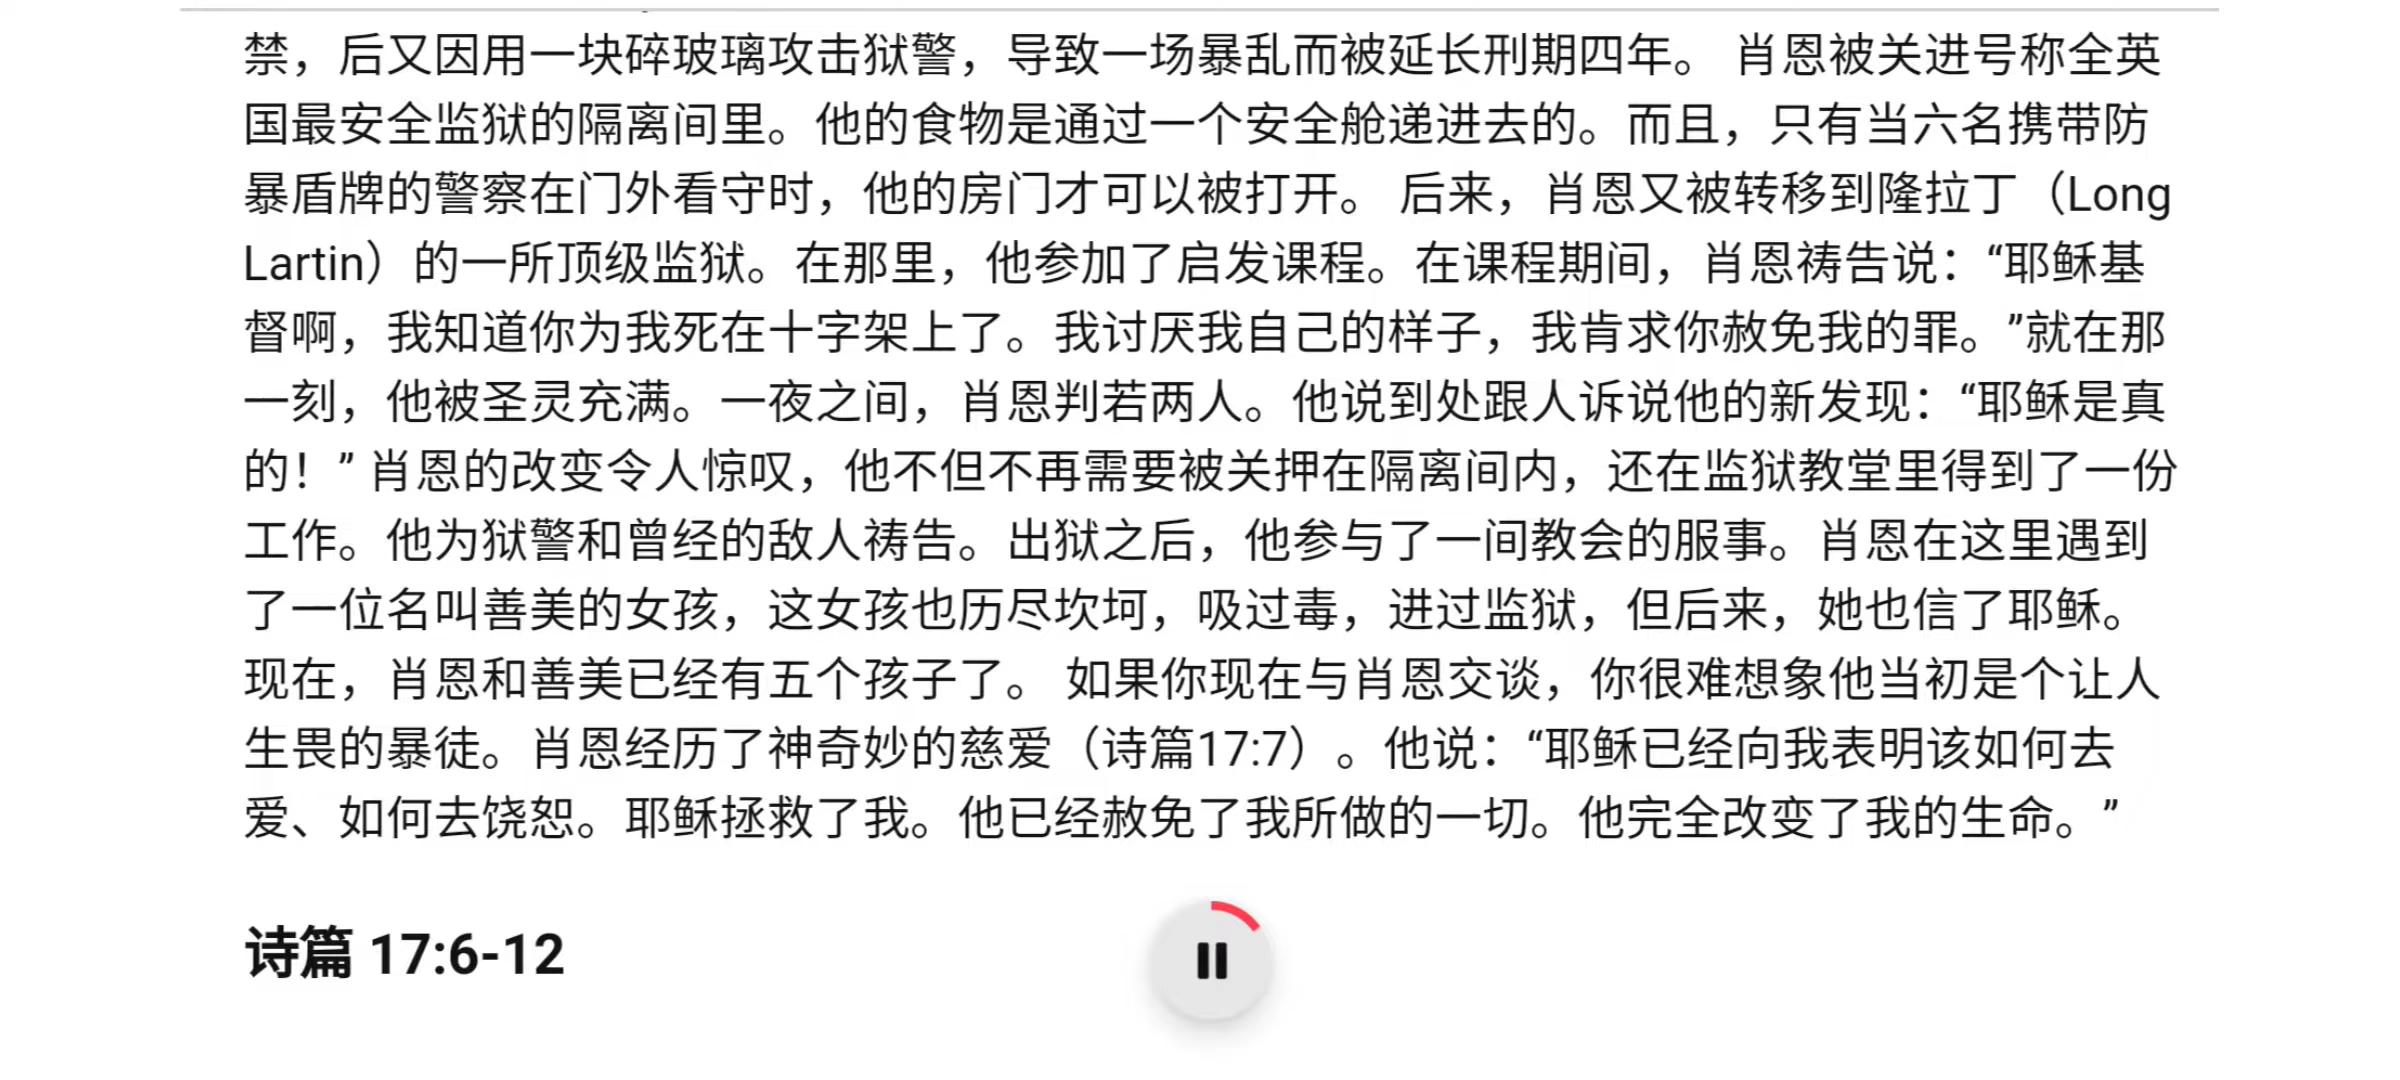 禁，后又因用一块碎玻璃攻击狱警，导致一场暴乱而被延长刑期四年。 肖恩被关进号称全英
国最安全监狱的隔离间里。他的食物是通过一个安全舱递进去的。而且，只有当六名携带防
暴盾牌的警察在门外看守时，他的房门才可以被打开。 后来，肖恩又被转移到隆拉丁（Long
Lartin）的一所顶级监狱。在那里，他参加了启发课程。在课程期间，肖恩祷告说：“耶稣基
督啊，我知道你为我死在十字架上了。我讨厌我自己的样子，我肯求你赦免我的罪。”就在那
一刻，他被圣灵充满。一夜之间，肖恩判若两人。他说到处跟人诉说他的新发现：“耶稣是真
的！” 肖恩的改变令人惊叹，他不但不再需要被关押在隔离间内，还在监狱教堂里得到了一份
工作。他为狱警和曾经的敌人祷告。出狱之后，他参与了一间教会的服事。肖恩在这里遇到
了一位名叫善美的女孩，这女孩也历尽坎坷，吸过毒，进过监狱，但后来，她也信了耶稣。
现在，肖恩和善美已经有五个孩子了。 如果你现在与肖恩交谈，你很难想象他当初是个让人
生畏的暴徒。肖恩经历了神奇妙的慈爱（诗篇17:7）。他说：“耶稣已经向我表明该如何去
爱、如何去饶恕。耶稣拯救了我。他已经赦免了我所做的一切。他完全改变了我的生命。”
诗篇 17:6-12